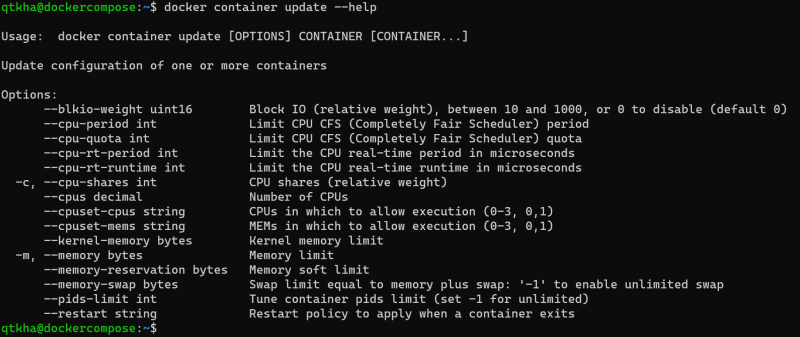 qtkha@dockercompose:~$ docker container update --help
Usage:  docker container update [OPTIONS] CONTAINER [CONTAINER...]
Update configuration of one or more containers
Options:
      --blkio-weight uint16        Block IO (relative weight), between 10 and 1000, or 0 to disable (default 0)
      --cpu-period int             Limit CPU CFS (Completely Fair Scheduler) period
      --cpu-quota int              Limit CPU CFS (Completely Fair Scheduler) quota
      --cpu-rt-period int          Limit the CPU real-time period in microseconds
      --cpu-rt-runtime int         Limit the CPU real-time runtime in microseconds
  -c, --cpu-shares int             CPU shares (relative weight)
      --cpus decimal               Number of CPUs
      --cpuset-cpus string         CPUs in which to allow execution (0-3, 0,1)
      --cpuset-mems string         MEMs in which to allow execution (0-3, 0,1)
      --kernel-memory bytes        Kernel memory limit
  -m, --memory bytes               Memory limit
      --memory-reservation bytes   Memory soft limit
      --memory-swap bytes          Swap limit equal to memory plus swap: '-1' to enable unlimited swap
      --pids-limit int             Tune container pids limit (set -1 for unlimited)
      --restart string             Restart policy to apply when a container exits
qtkha@dockercompose:~$